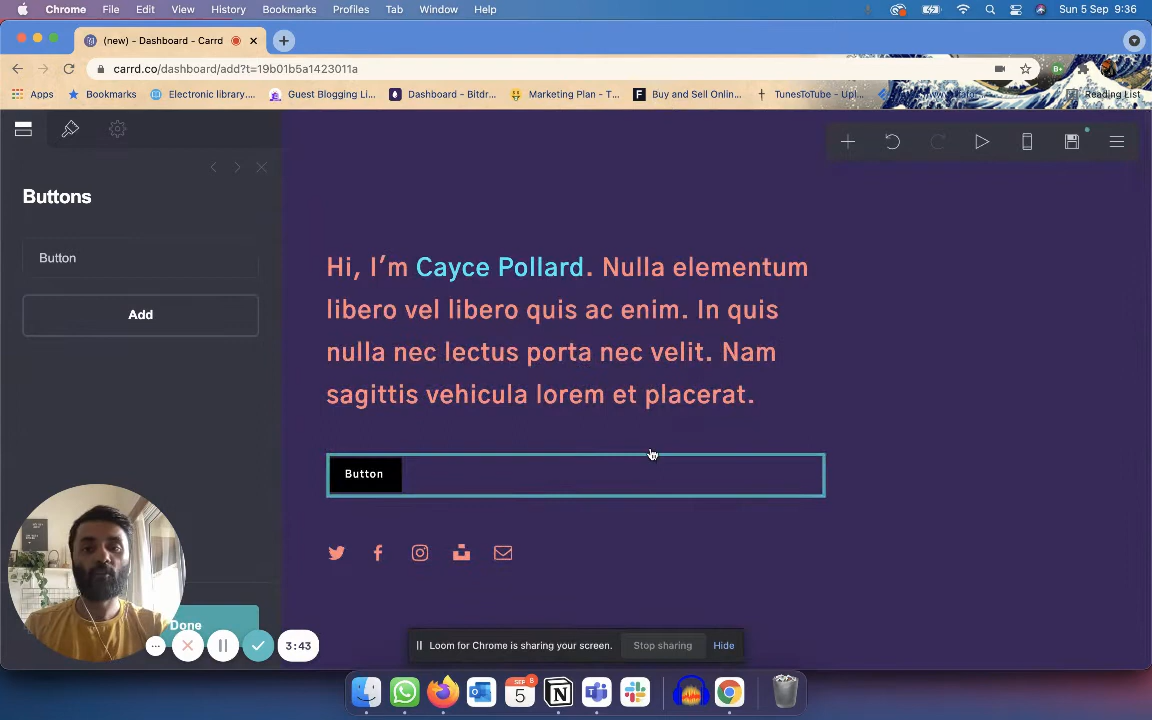 Chrome File Edit View History Bookmarks Profiles Tab Window Help Sun 5 Sep 9:36
(new) - Dashboard - Carrd
carrd.co/dashboard/add?t=19b01b5a1423011a
Apps Bookmarks Electronic library.... Guest Blogging Li... Dashboard - Bitdr... Marketing Plan - T... Buy and Sell Online... TunesToTube - Upl... Reading List
Buttons
Button
Add
Hi, I'm Cayce Pollard. Nulla elementum
libero vel libero quis ac enim. In quis
nulla nec lectus porta nec velit. Nam
sagittis vehicula lorem et placerat.
Button
Done
3:43
Loom for Chrome is sharing your screen. Stop sharing Hide
SEP
5